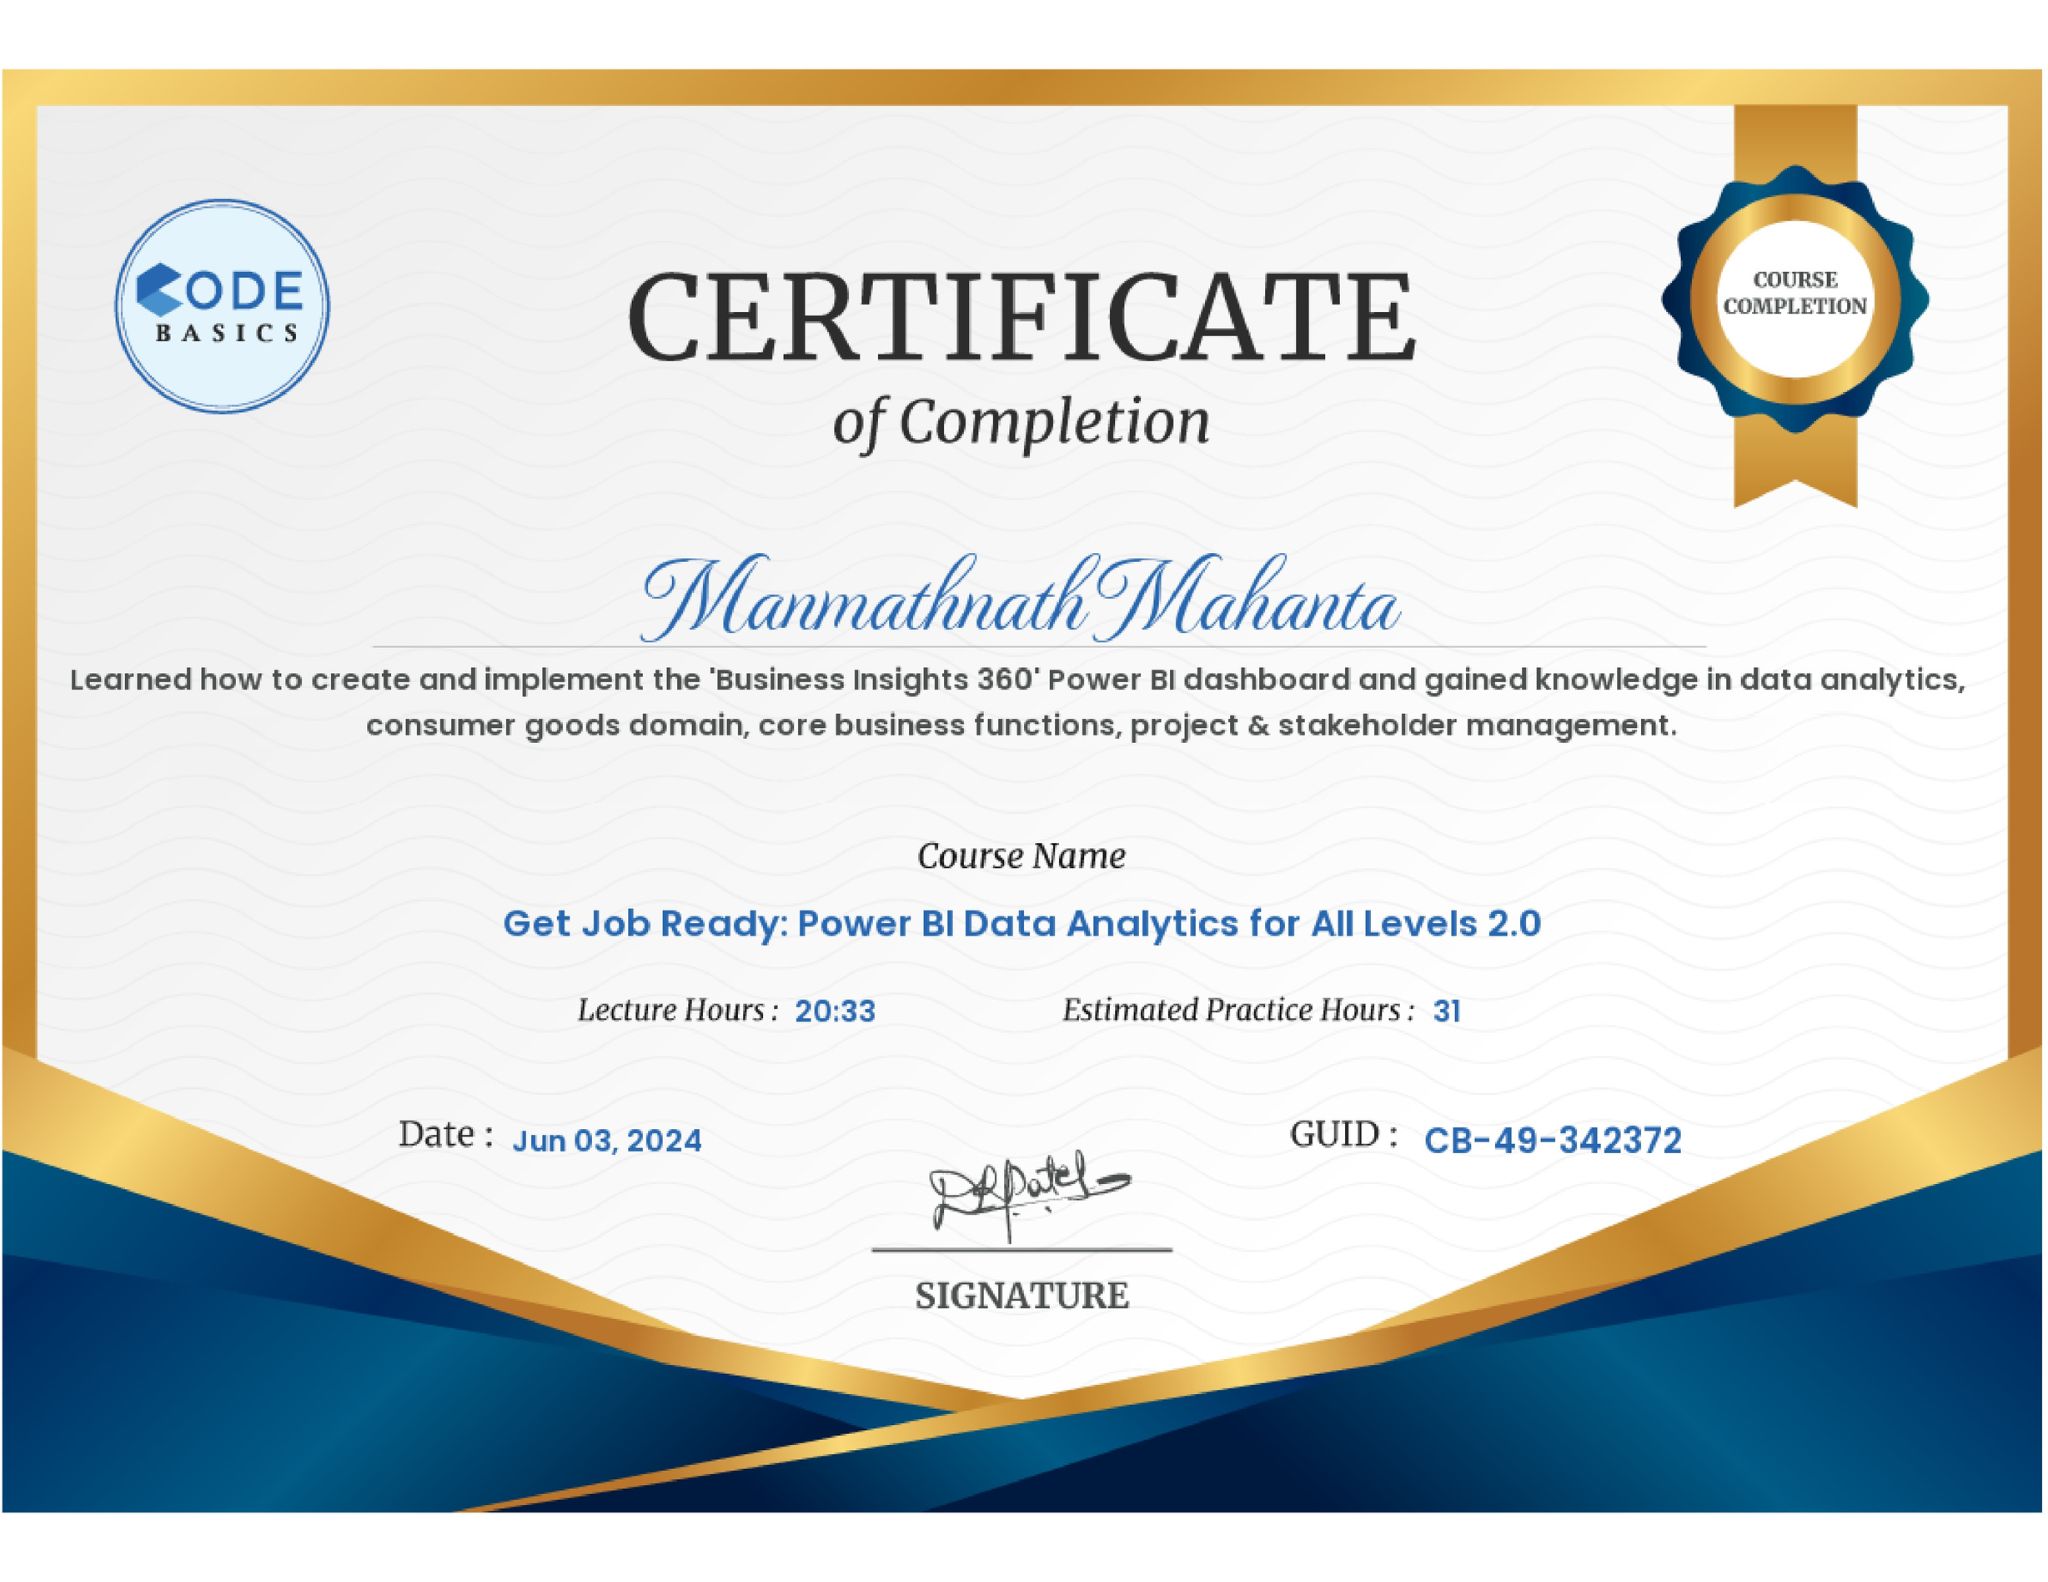 CODE
BASICS
COURSE
COMPLETION
CERTIFICATE
of Completion
Manmathnath Mahanta
Learned how to create and implement the 'Business Insights 360' Power BI dashboard and gained knowledge in data analytics,
consumer goods domain, core business functions, project & stakeholder management.
Course Name
Get Job Ready: Power BI Data Analytics for All Levels 2.0
Lecture Hours : 20:33 Estimated Practice Hours : 31
Date : Jun 03, 2024 GUID : CB-49-342372
SIGNATURE